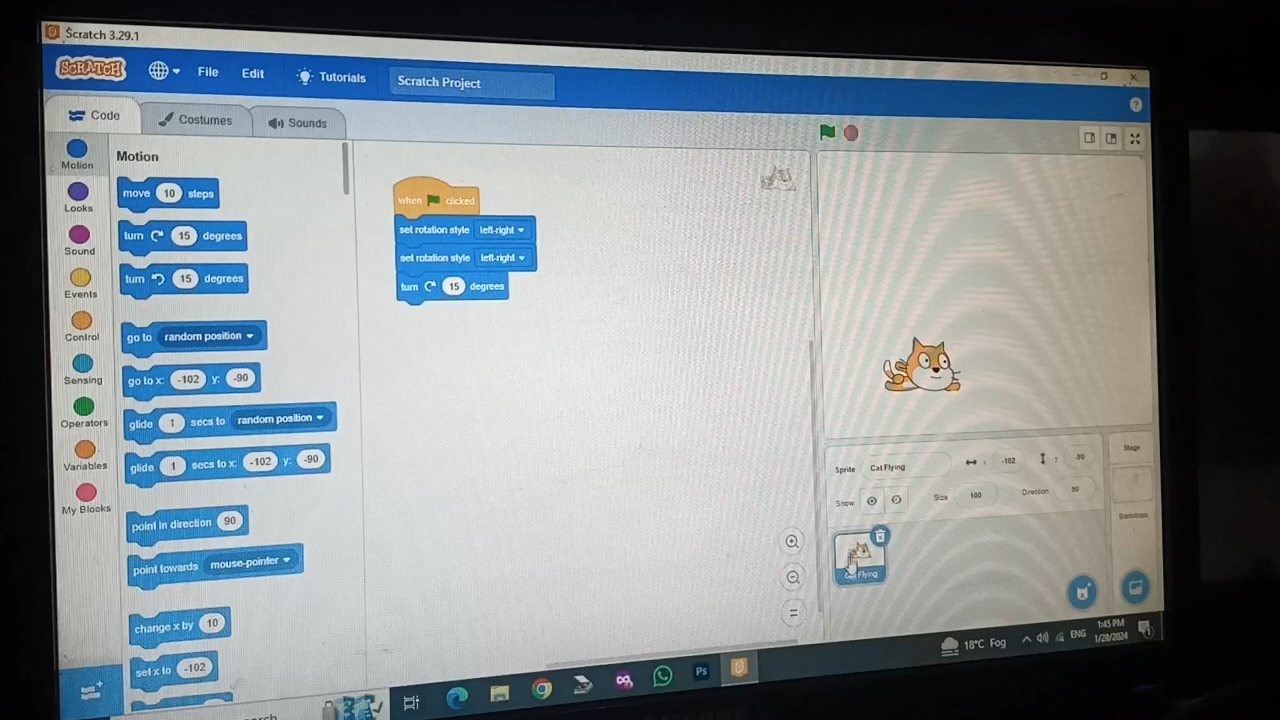 Scratch 3.29.1
SCRATCH File Edit Tutorials Scratch Project
Code Costumes Sounds
Motion
Looks
Sound
Events
Control
Sensing
Operators
Variables
My Blocks
Motion
move 10 steps
turn 15 degrees
turn 15 degrees
go to random position
go to x: -102 y: -90
glide 1 secs to random position
glide 1 secs to x: -102 y: -90
point in direction 90
point towards mouse-pointer
change x by 10
set x to -102
when clicked
set rotation style left-right
set rotation style left-right
turn 15 degrees
Sprite Cat Flying x -102 y -90
Show Size 100 Direction 90
Cat Flying
Stage
Backdrops
18°C Fog ENG 1:45 PM
1/28/2024
Ps